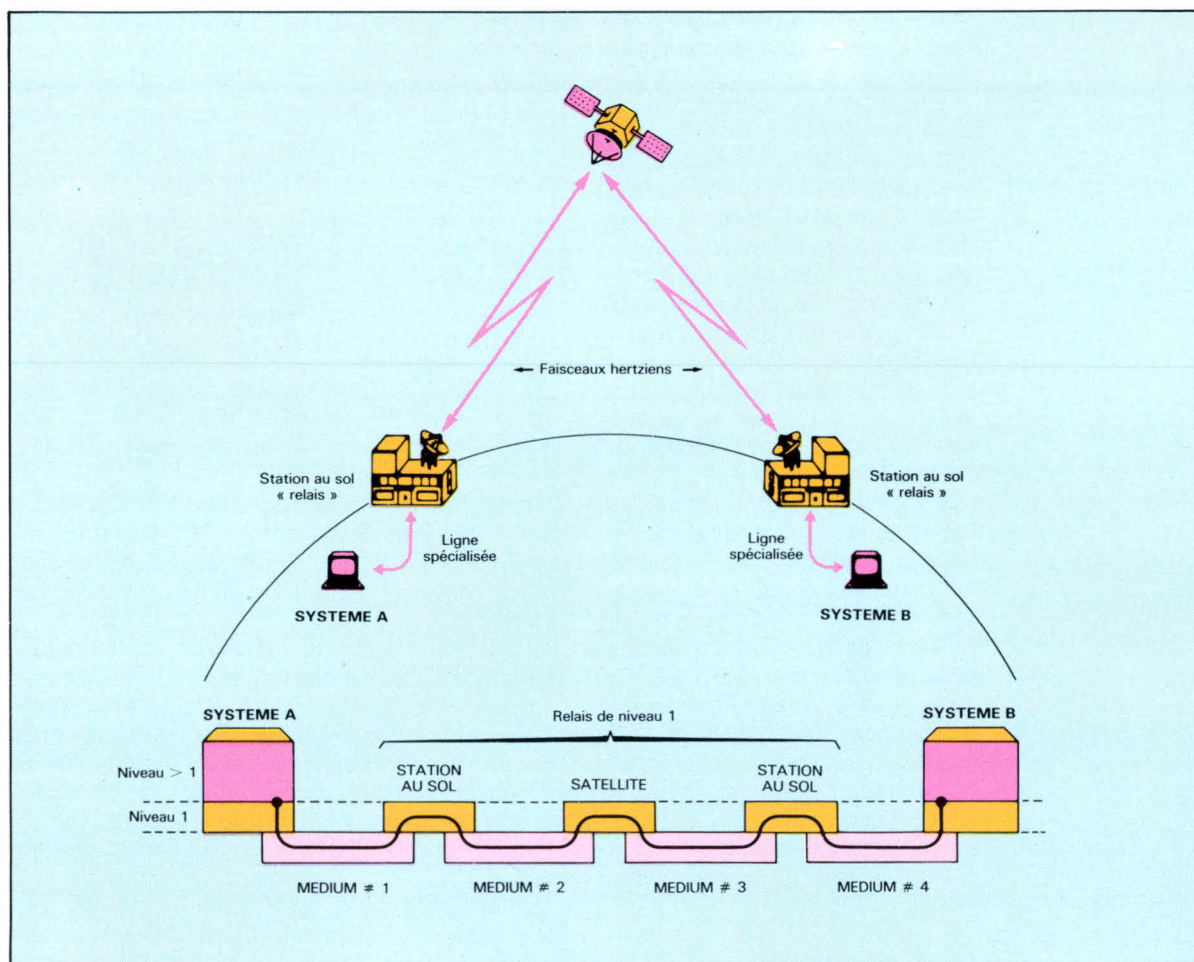 ← Faisceaux hertziens →
Station au sol
« relais »
Station au sol
« relais »
Ligne
spécialisée
Ligne
spécialisée
SYSTEME A
SYSTEME B
SYSTEME A
Relais de niveau 1
SYSTEME B
Niveau > 1
STATION
AU SOL
SATELLITE
STATION
AU SOL
Niveau 1
MEDIUM # 1
MEDIUM # 2
MEDIUM # 3
MEDIUM # 4